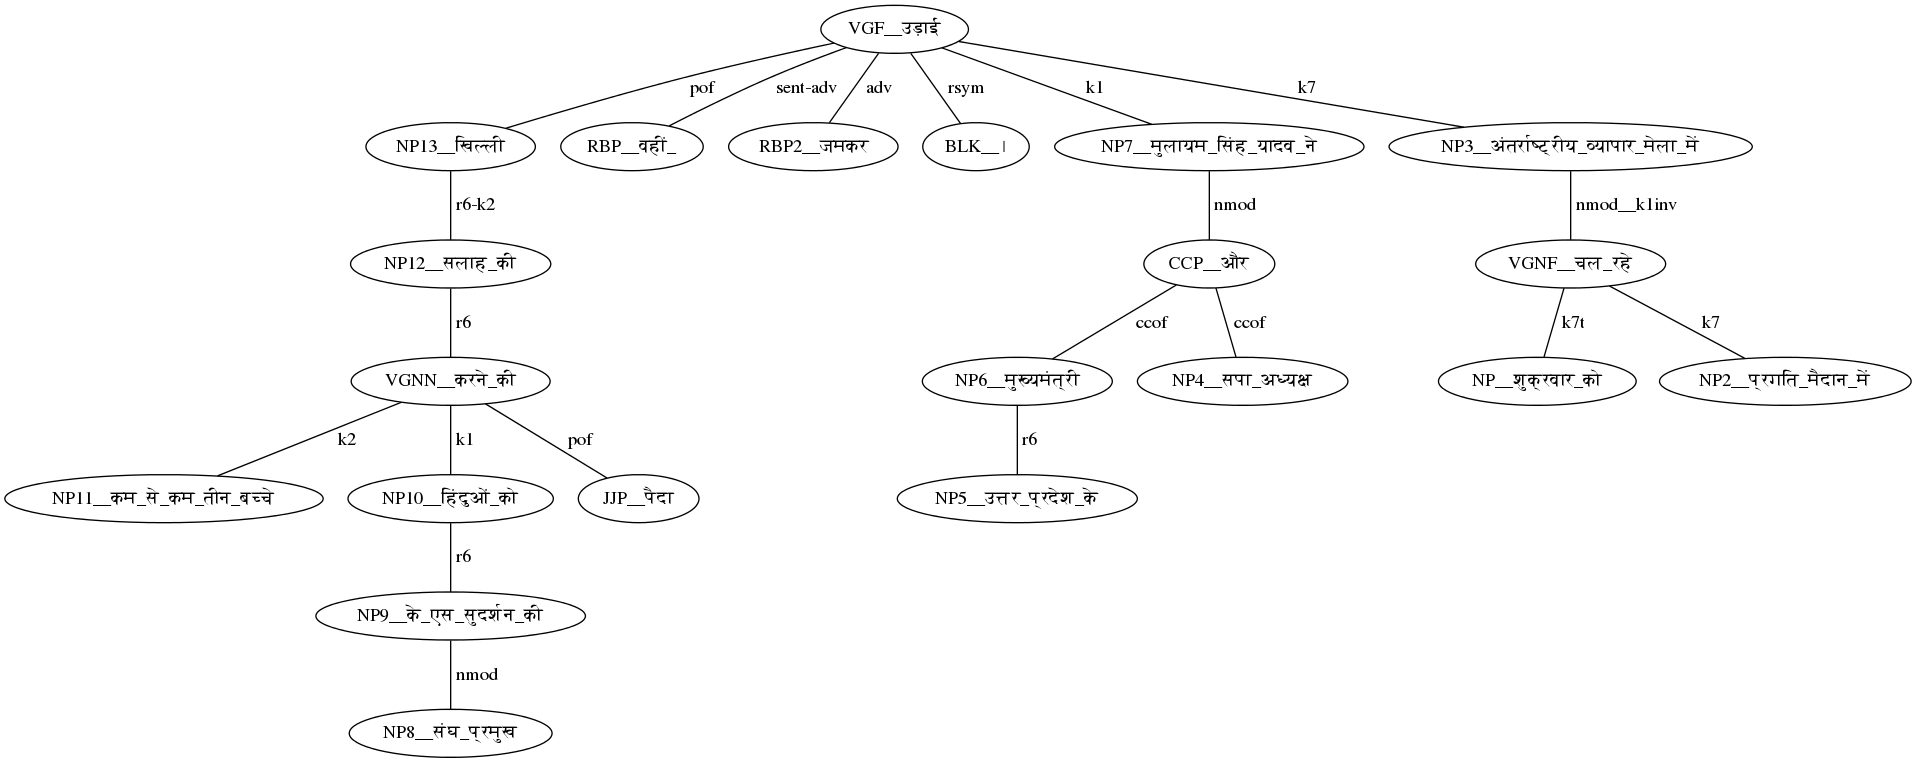 VGF__उड़ाई
pof sent-adv adv rsym k1 k7
NP13__खिल्ली RBP__वहीं_ RBP2__जमकर BLK__। NP7__मुलायम_सिंह_यादव_ने NP3__अंतर्राष्ट्रीय_व्यापार_मेला_में
r6-k2 nmod nmod__k1inv
NP12__सलाह_की CCP__और VGNF__चल_रहे
r6 ccof ccof k7t k7
VGNN__करने_की NP6__मुख्यमंत्री NP4__सपा_अध्यक्ष NP__शुक्रवार_को NP2__प्रगति_मैदान_में
k2 k1 pof r6
NP11__कम_से_कम_तीन_बच्चे NP10__हिंदुओं_को JJP__पैदा NP5__उत्तर_प्रदेश_के
r6
NP9__के_एस_सुदर्शन_की
nmod
NP8__संघ_प्रमुख